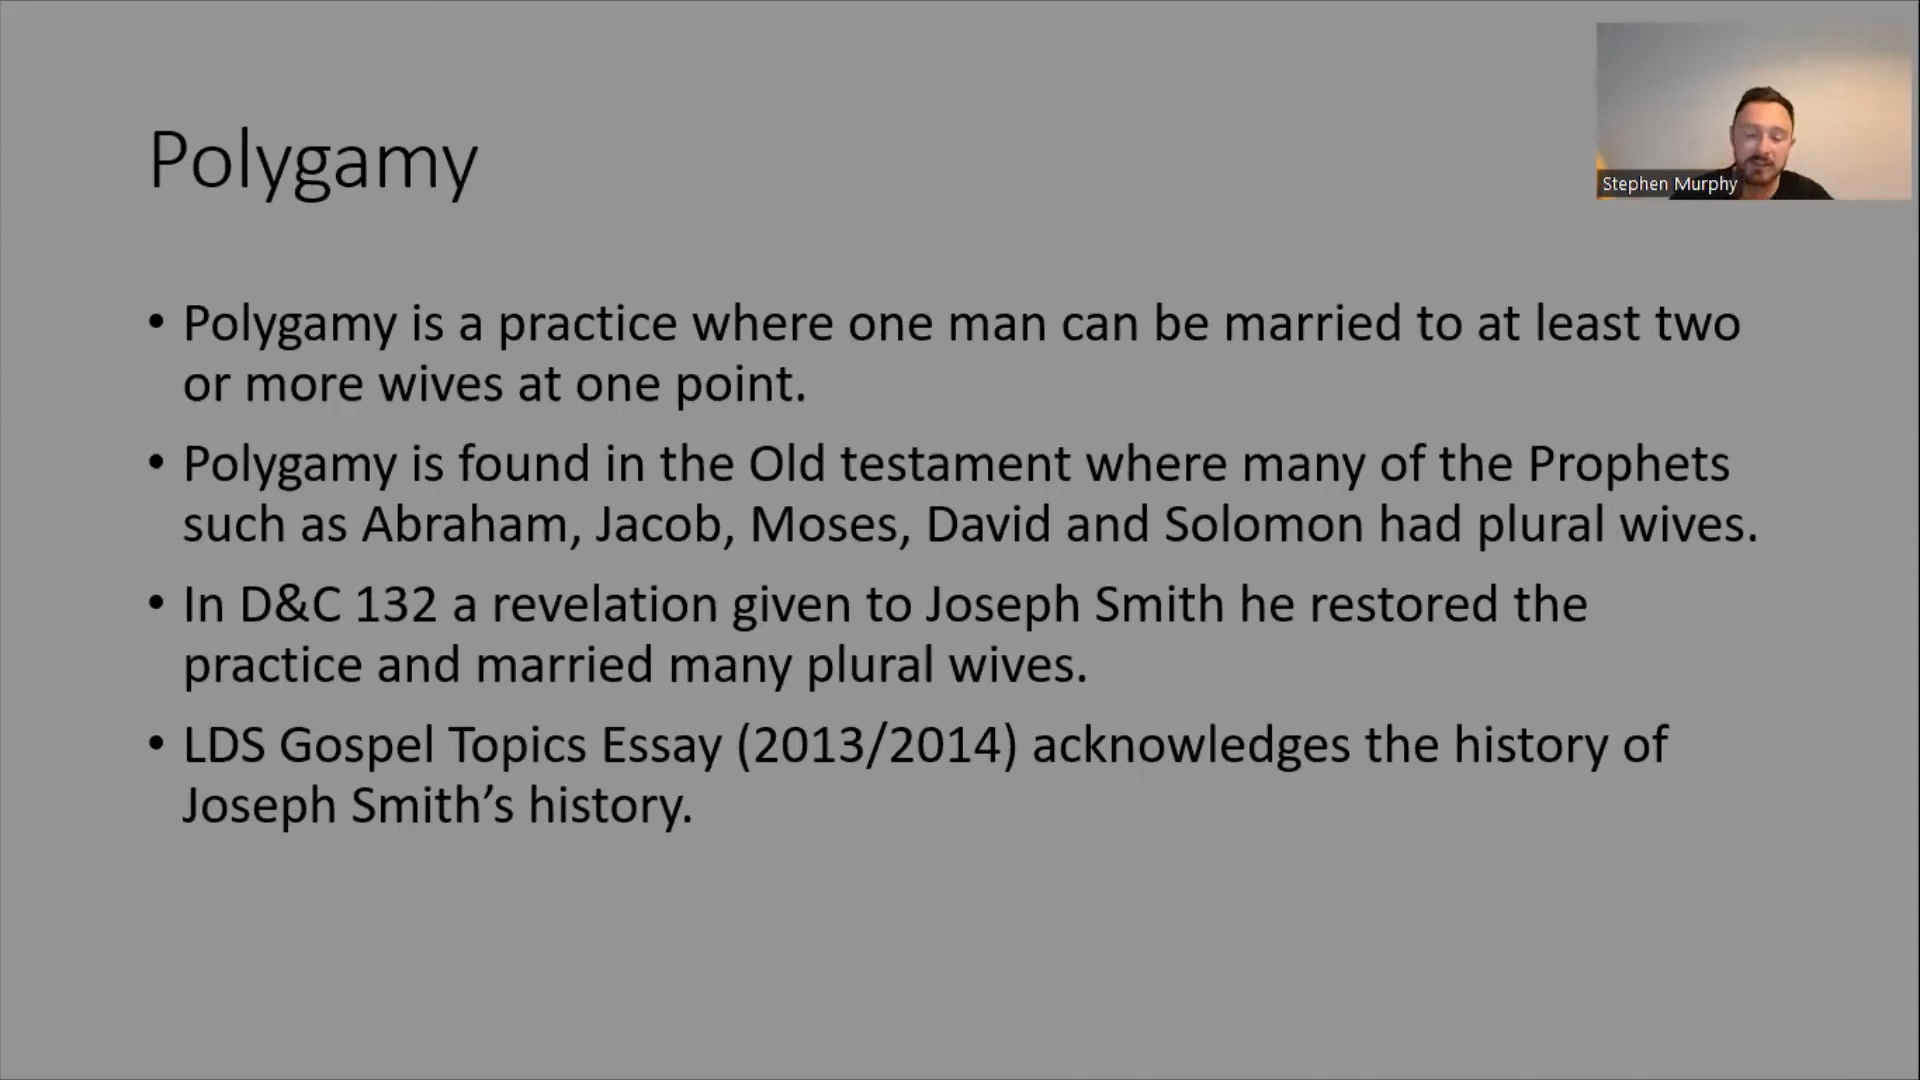 Polygamy
Stephen Murphy
• Polygamy is a practice where one man can be married to at least two
or more wives at one point.
• Polygamy is found in the Old testament where many of the Prophets
such as Abraham, Jacob, Moses, David and Solomon had plural wives.
• In D&C 132 a revelation given to Joseph Smith he restored the
practice and married many plural wives.
• LDS Gospel Topics Essay (2013/2014) acknowledges the history of
Joseph Smith’s history.